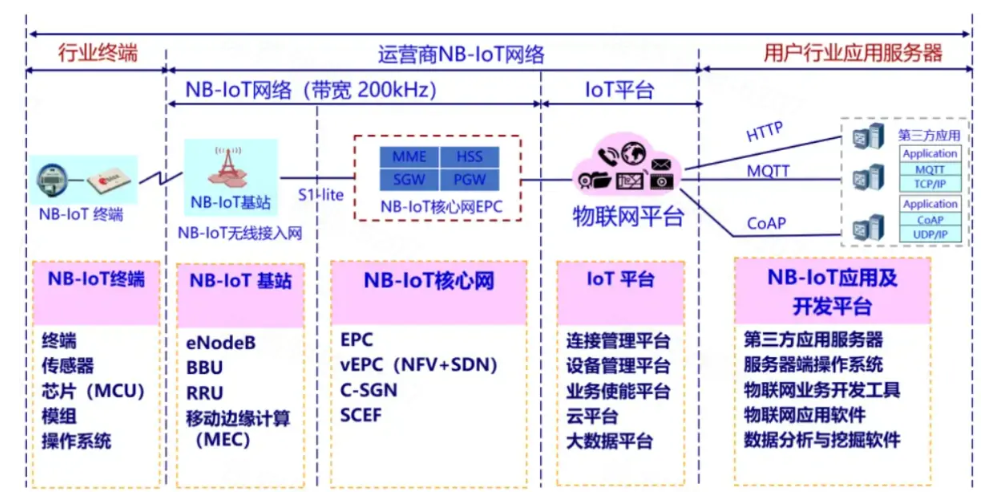 行业终端
运营商NB-IoT网络
用户行业应用服务器
NB-IoT网络（带宽 200kHz）
IoT平台
NB-IoT 终端
NB-IoT基站
NB-IoT无线接入网
S1-lite
MME
HSS
SGW
PGW
NB-IoT核心网EPC
物联网平台
HTTP
MQTT
CoAP
第三方应用
Application
MQTT
TCP/IP
Application
CoAP
UDP/IP
NB-IoT终端
终端
传感器
芯片（MCU）
模组
操作系统
NB-IoT 基站
eNodeB
BBU
RRU
移动边缘计算
（MEC）
NB-IoT核心网
EPC
vEPC（NFV+SDN）
C-SGN
SCEF
IoT 平台
连接管理平台
设备管理平台
业务使能平台
云平台
大数据平台
NB-IoT应用及
开发平台
第三方应用服务器
服务器端操作系统
物联网业务开发工具
物联网应用软件
数据分析与挖掘软件